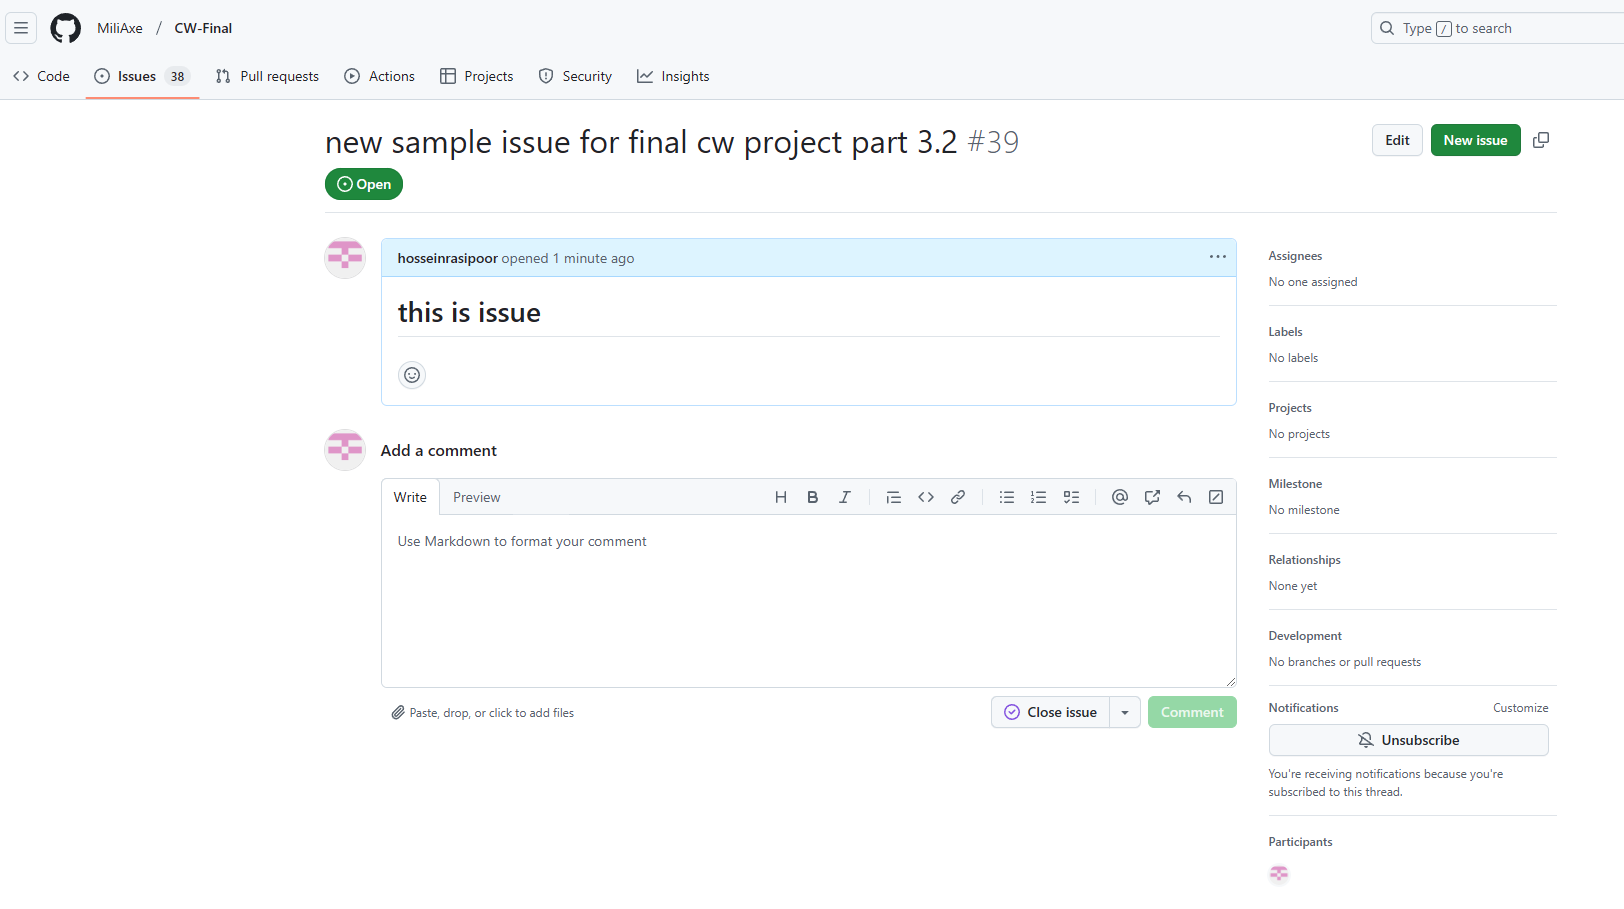 MiliAxe / CW-Final
Type / to search
Code
Issues 38
Pull requests
Actions
Projects
Security
Insights
new sample issue for final cw project part 3.2 #39
Edit
New issue
Open
hosseinrasipoor opened 1 minute ago
this is issue
Add a comment
Write
Preview
Use Markdown to format your comment
Paste, drop, or click to add files
Close issue
Comment
Assignees
No one assigned
Labels
No labels
Projects
No projects
Milestone
No milestone
Relationships
None yet
Development
No branches or pull requests
Notifications
Customize
Unsubscribe
You're receiving notifications because you're
subscribed to this thread.
Participants